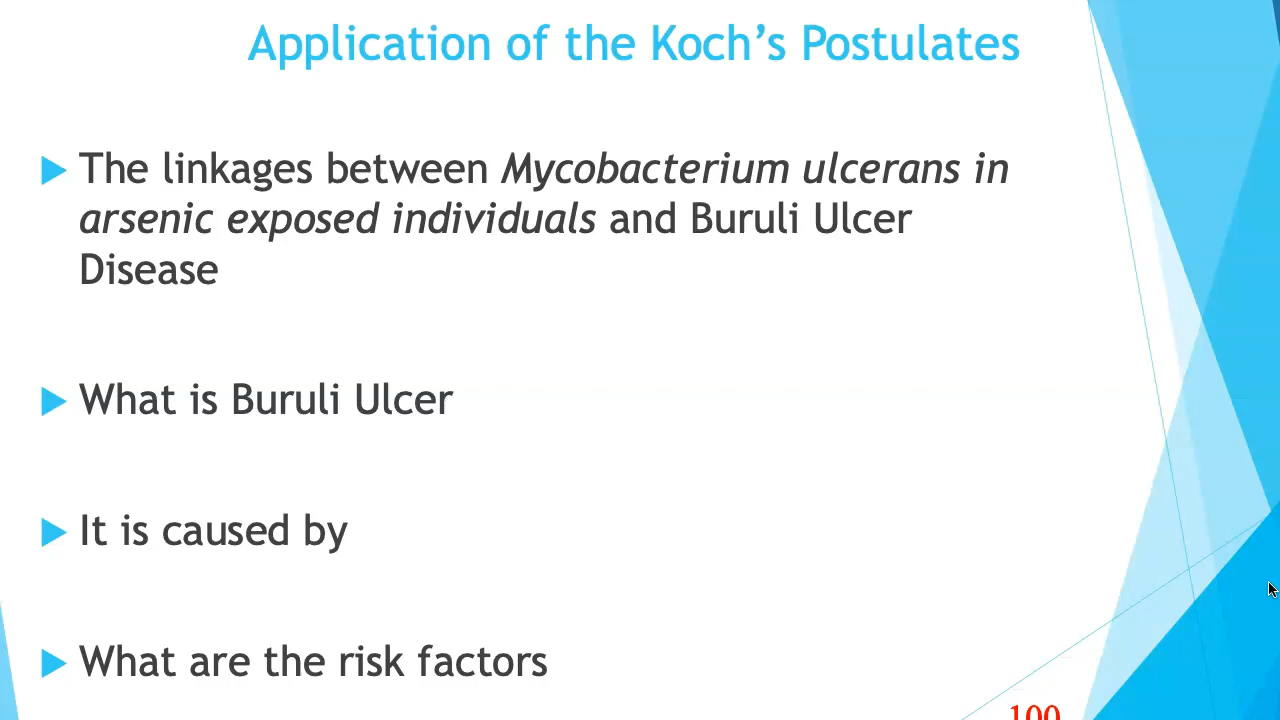 Application of the Koch’s Postulates
The linkages between Mycobacterium ulcerans in
arsenic exposed individuals and Buruli Ulcer
Disease
What is Buruli Ulcer
It is caused by
What are the risk factors
100